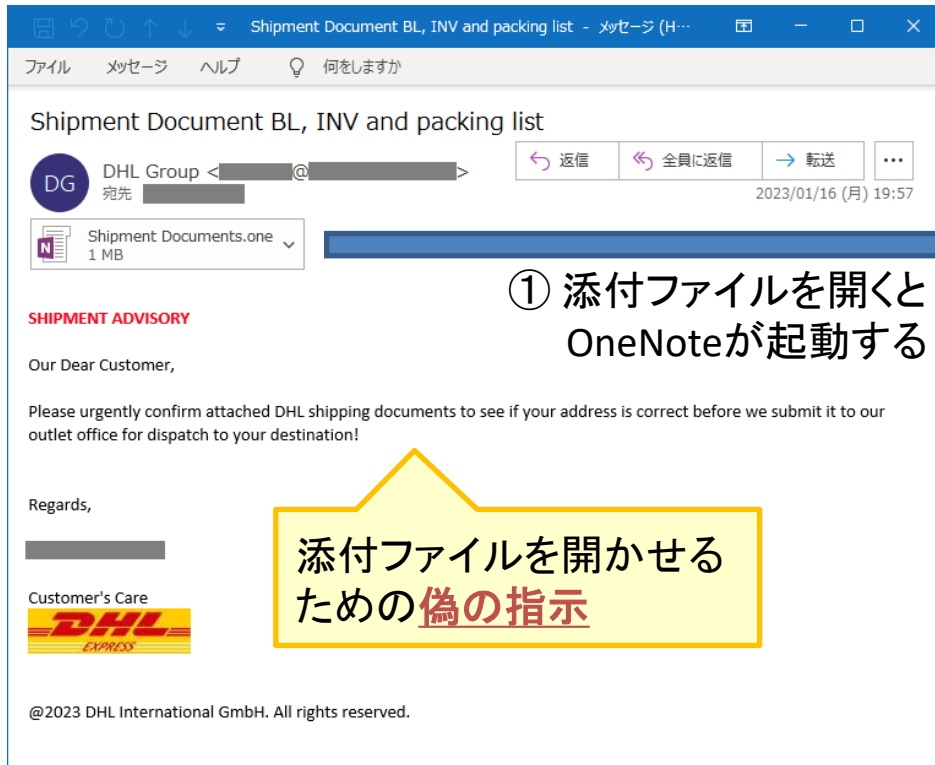 Shipment Document BL, INV and packing list - メッセージ (H…
ファイル メッセージ ヘルプ 何をしますか
Shipment Document BL, INV and packing list
DG
DHL Group < @ >
宛先
返信 全員に返信 転送 …
2023/01/16 (月) 19:57
N
Shipment Documents.one
1 MB
① 添付ファイルを開くと
OneNoteが起動する
SHIPMENT ADVISORY
Our Dear Customer,
Please urgently confirm attached DHL shipping documents to see if your address is correct before we submit it to our
outlet office for dispatch to your destination!
Regards,
添付ファイルを開かせる
ための偽の指示
Customer's Care
DHL
EXPRESS
@2023 DHL International GmbH. All rights reserved.